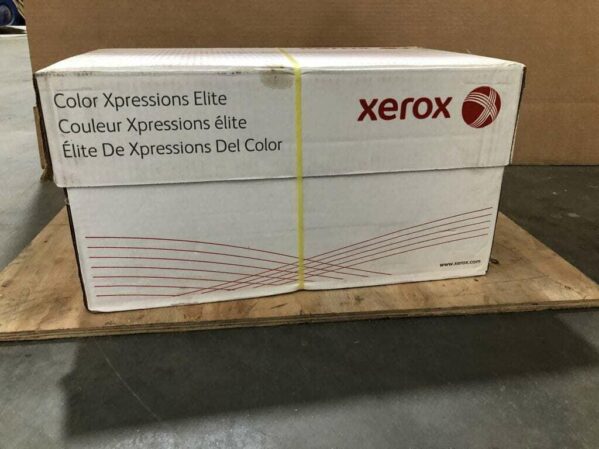 Color Xpressions Elite
Couleur Xpressions élite
Élite De Xpressions Del Color
xerox
www.xerox.com